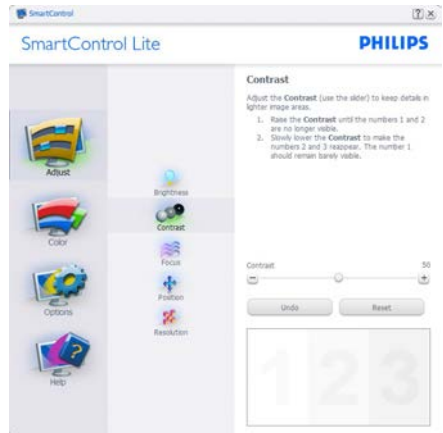 SmartControl
SmartControl Lite
PHILIPS
Adjust
Color
Options
Help
Brightness
Contrast
Focus
Position
Resolution
Contrast
Adjust the Contrast (use the slider) to keep details in
lighter image areas.
1. Raise the Contrast until the numbers 1 and 2
are no longer visible.
2. Slowly lower the Contrast to make the
numbers 2 and 3 reappear. The number 1
should remain barely visible.
Contrast 50
Undo Reset
1 2 3